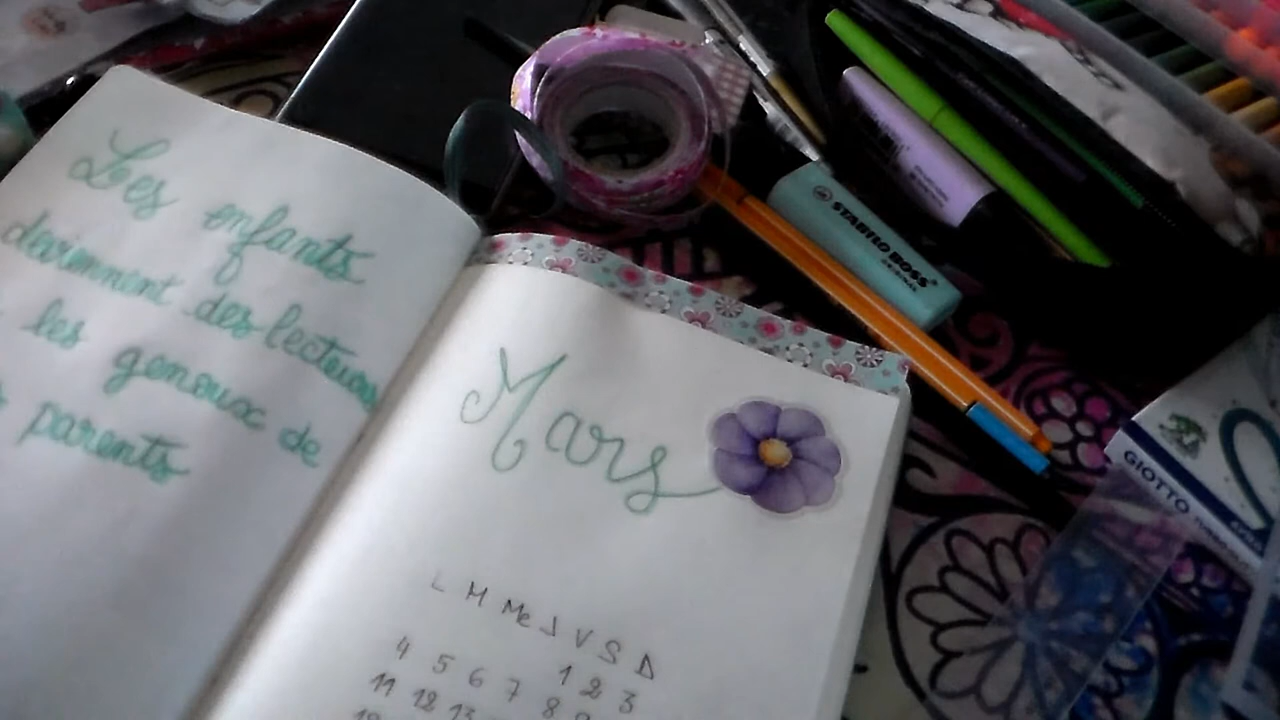 Les enfants
deviennent des lecteurs
les genoux de
parents
Mars
L M Me J V S D
1 2 3
4 5 6 7 8 9
11 12 13
STABILO BOSS
ORIGINAL
GIOTTO